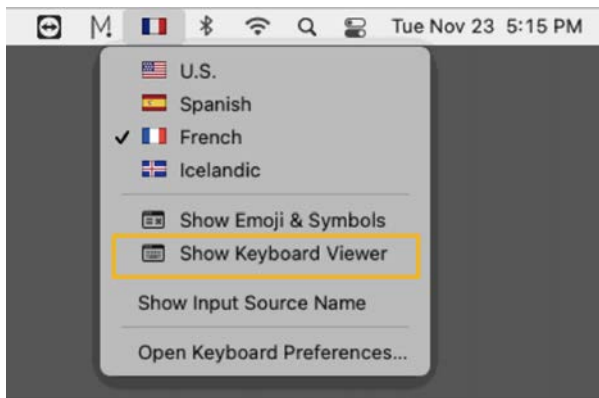 Tue Nov 23 5:15 PM
U.S.
Spanish
French
Icelandic
Show Emoji & Symbols
Show Keyboard Viewer
Show Input Source Name
Open Keyboard Preferences...